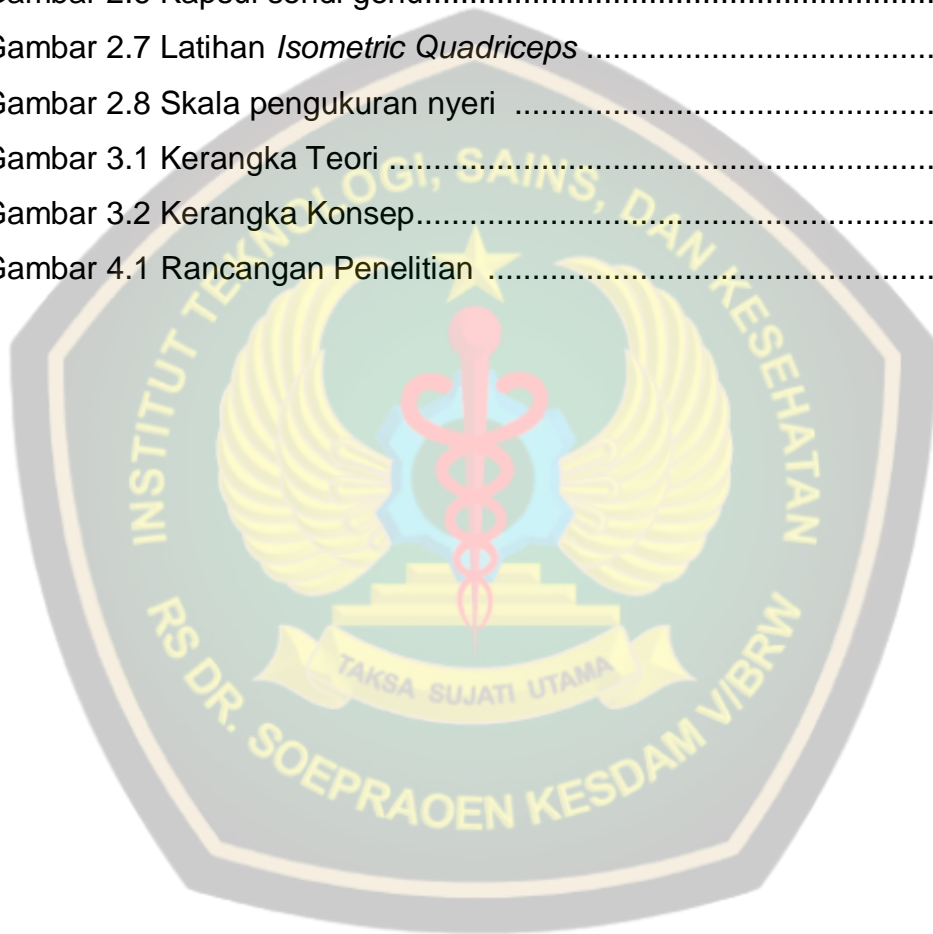 Gambar 2.7 Latihan Isometric Quadriceps ........................................
Gambar 2.8 Skala pengukuran nyeri ................................................
Gambar 3.1 Kerangka Teori ..............................................................
Gambar 3.2 Kerangka Konsep...........................................................
Gambar 4.1 Rancangan Penelitian ...................................................
INSTITUT TEKNOLOGI, SAINS, DAN KESEHATAN
TAKSA SUJATI UTAMA
RS DR. SOEPRAOEN KESDAM V/BRW